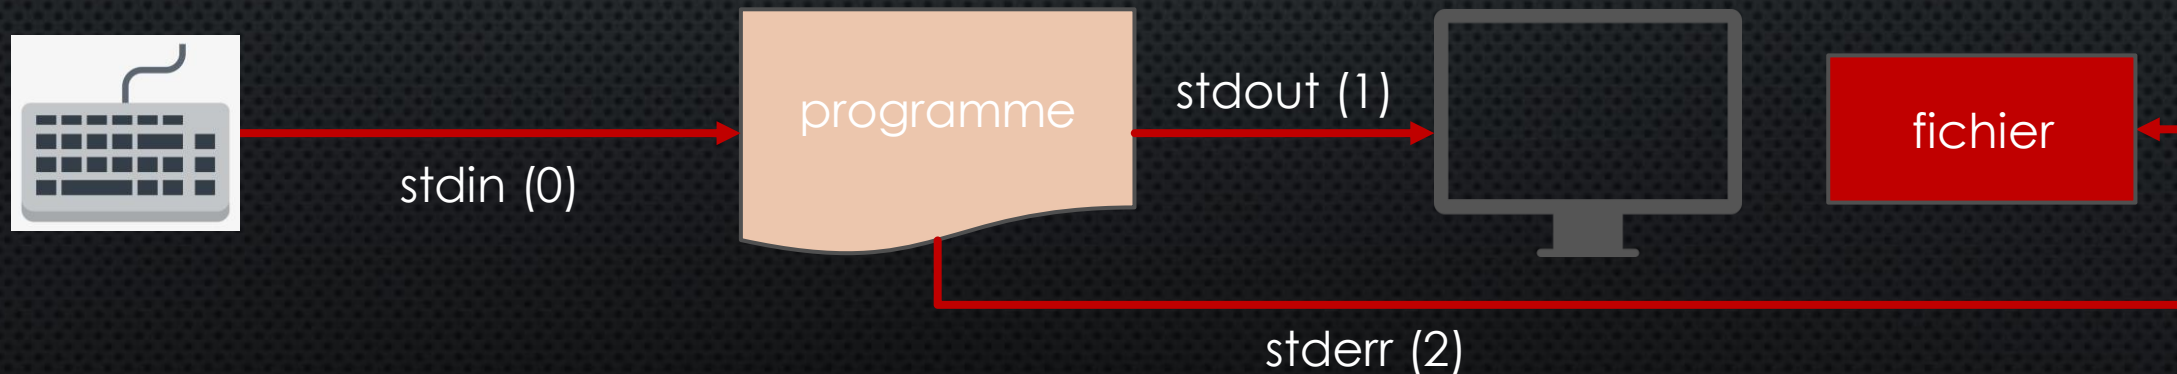 stdin (0)
programme
stdout (1)
fichier
stderr (2)